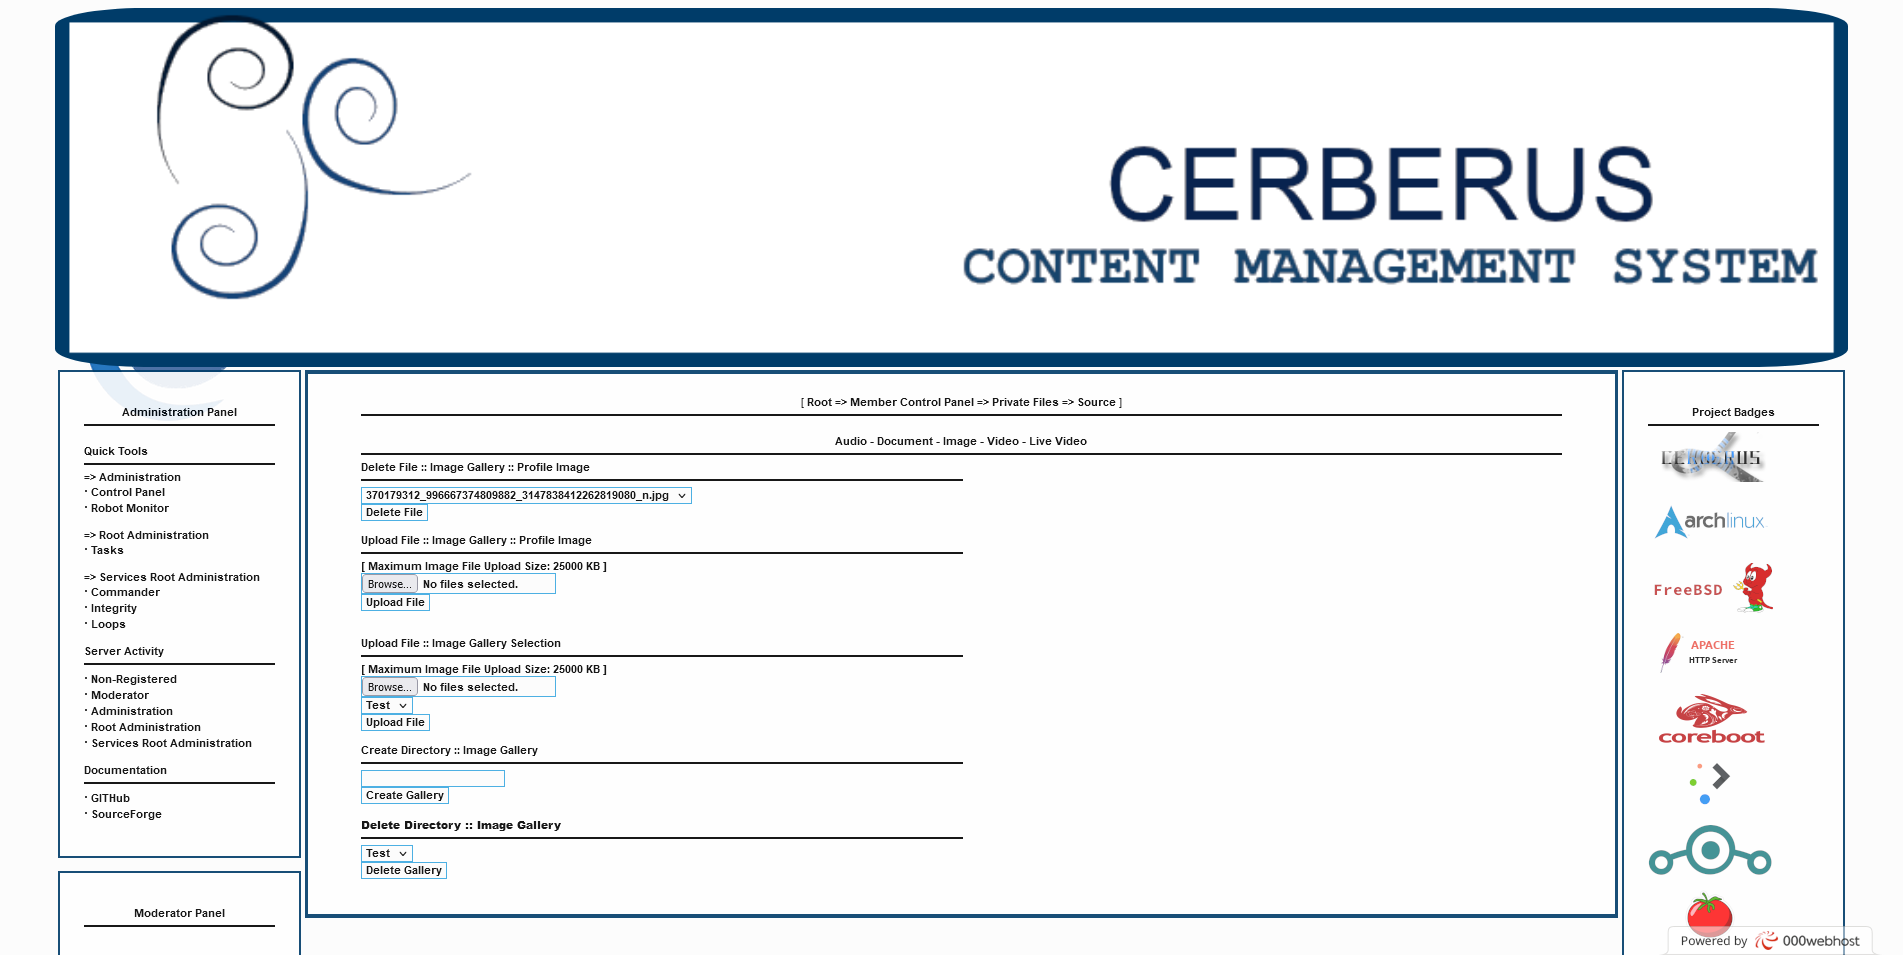 CERBERUS
CONTENT MANAGEMENT SYSTEM
Administration Panel
Quick Tools
=> Administration
· Control Panel
· Robot Monitor
=> Root Administration
· Tasks
=> Services Root Administration
· Commander
· Integrity
· Loops
Server Activity
· Non-Registered
· Moderator
· Administration
· Root Administration
· Services Root Administration
Documentation
· GITHub
· SourceForge
Moderator Panel
[ Root => Member Control Panel => Private Files => Source ]
Audio - Document - Image - Video - Live Video
Delete File :: Image Gallery :: Profile Image
370179312_996667374809882_3147838412262819080_n.jpg
Delete File
Upload File :: Image Gallery :: Profile Image
[ Maximum Image File Upload Size: 25000 KB ]
Browse... No files selected.
Upload File
Upload File :: Image Gallery Selection
[ Maximum Image File Upload Size: 25000 KB ]
Browse... No files selected.
Test
Upload File
Create Directory :: Image Gallery
Create Gallery
Delete Directory :: Image Gallery
Test
Delete Gallery
Project Badges
CERBERUS
archlinux
FreeBSD
APACHE
HTTP Server
coreboot
Powered by 000webhost